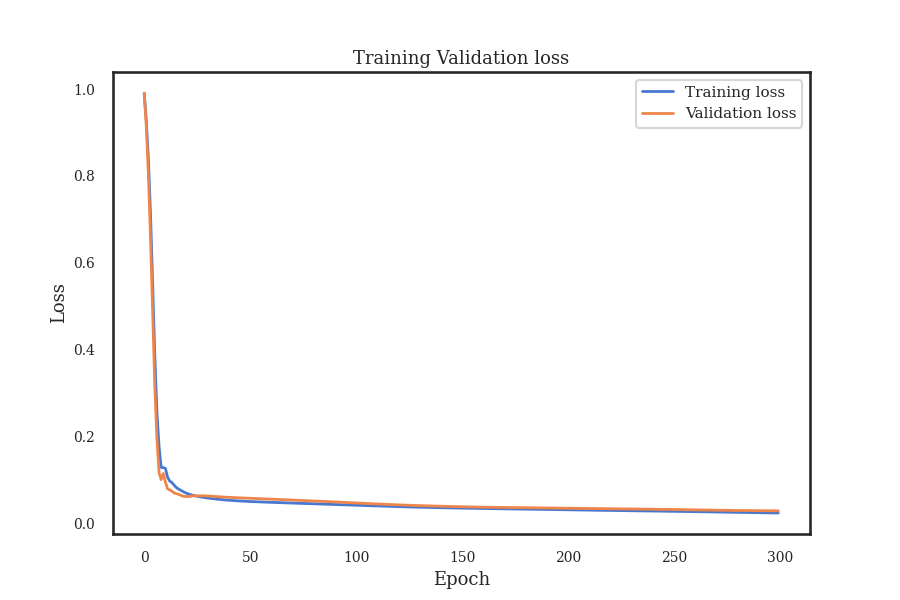 Training Validation loss
Training loss
Validation loss
1.0
0.8
0.6
0.4
0.2
0.0
Loss
0 50 100 150 200 250 300
Epoch